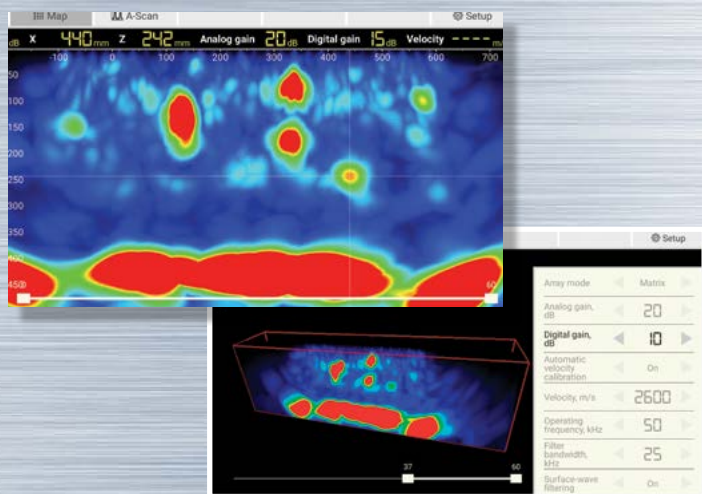 Map
A-Scan
Setup
dB X 440 mm Z 242 mm Analog gain 20 dB Digital gain 15 dB Velocity ---- m/
-100 0 100 200 300 400 500 600 700
50
100
150
200
250
300
350
400
450
60
Setup
Array mode Matrix
Analog gain, dB 20
Digital gain, dB 10
Automatic velocity calibration On
Velocity, m/s 2600
Operating frequency, kHz 50
Filter bandwidth, kHz 25
Surface-wave filtering On
37 60